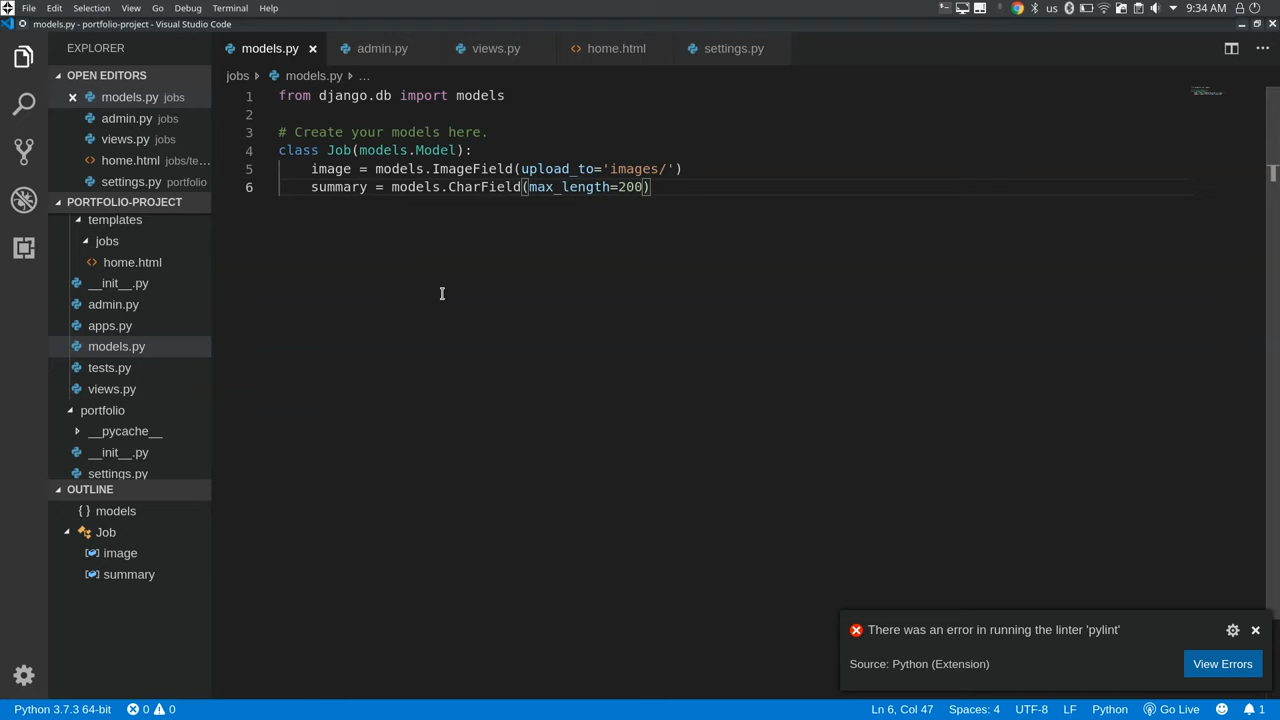 File Edit Selection View Go Debug Terminal Help us 9:34 AM
models.py - portfolio-project - Visual Studio Code
EXPLORER
models.py admin.py views.py home.html settings.py
OPEN EDITORS
jobs models.py ...
models.py jobs
admin.py jobs
views.py jobs
home.html jobs/te...
settings.py portfolio
PORTFOLIO-PROJECT
templates
jobs
home.html
__init__.py
admin.py
apps.py
models.py
tests.py
views.py
portfolio
__pycache__
__init__.py
settings.py
OUTLINE
{ } models
Job
image
summary
1 from django.db import models
2
3 # Create your models here.
4 class Job(models.Model):
5 image = models.ImageField(upload_to='images/')
6 summary = models.CharField(max_length=200)
There was an error in running the linter 'pylint'
Source: Python (Extension)
View Errors
Python 3.7.3 64-bit 0 0 Ln 6, Col 47 Spaces: 4 UTF-8 LF Python Go Live 1